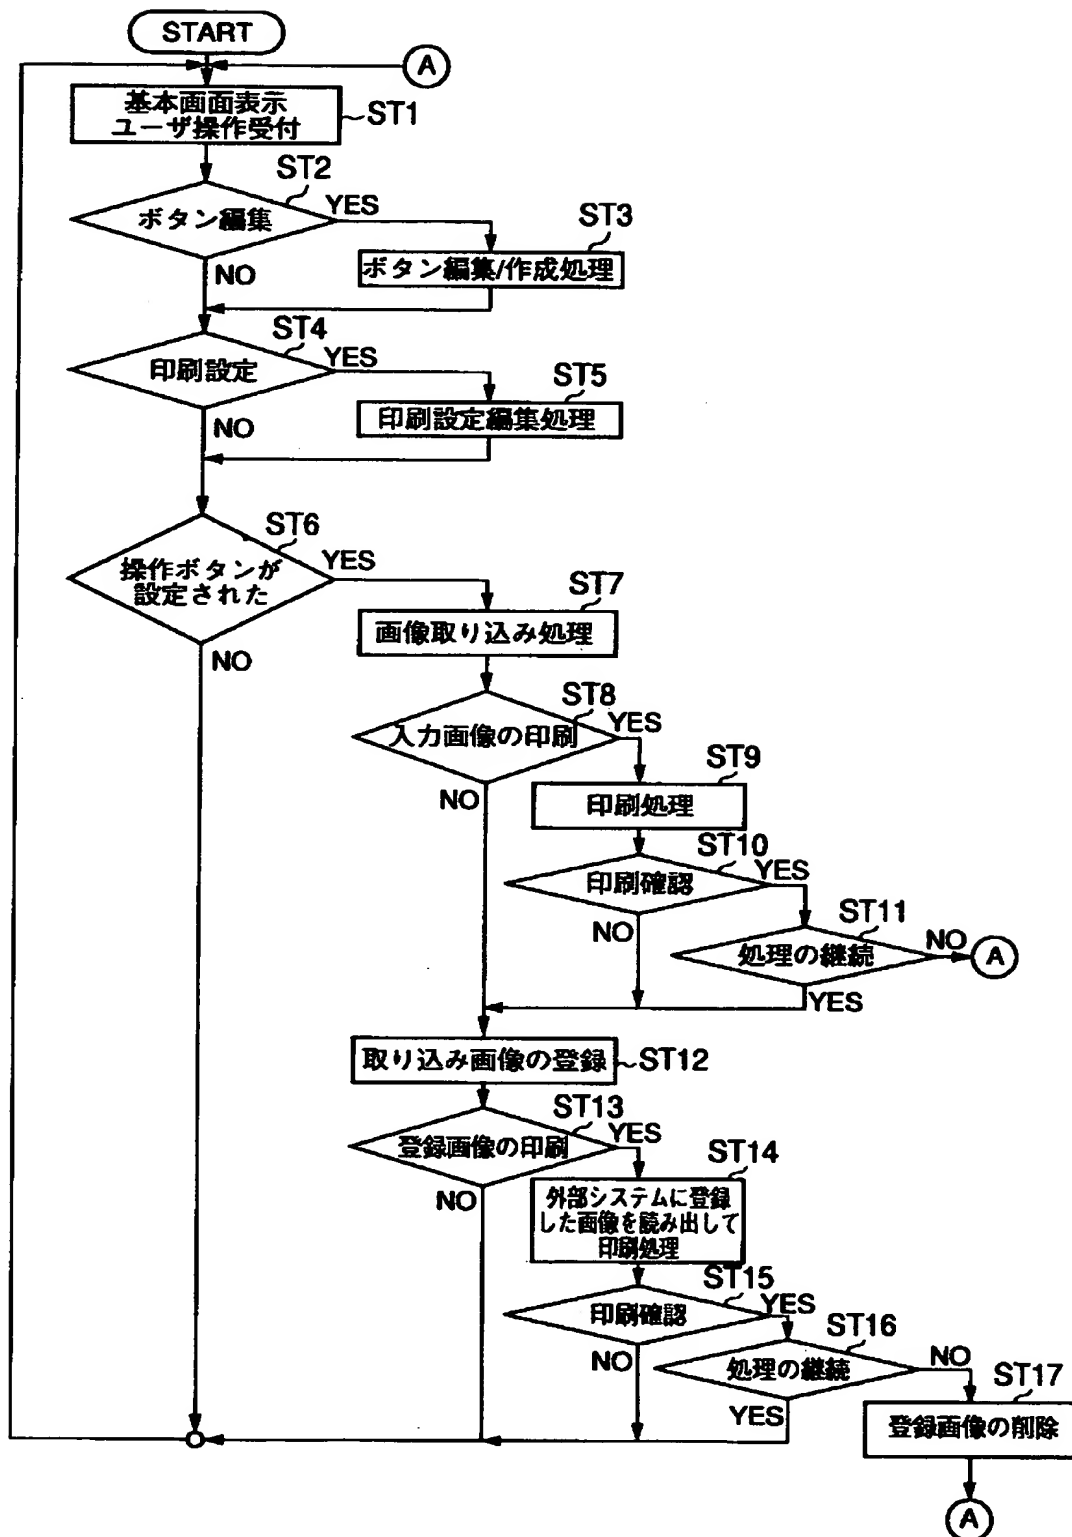 START
A
基本画面表示
ユーザ操作受付
ST1
ST2
ボタン編集
YES
NO
ST3
ボタン編集/作成処理
ST4
印刷設定
YES
NO
ST5
印刷設定編集処理
ST6
操作ボタンが
設定された
YES
NO
ST7
画像取り込み処理
ST8
入力画像の印刷
YES
NO
ST9
印刷処理
ST10
印刷確認
YES
NO
ST11
処理の継続
NO
A
YES
取り込み画像の登録
ST12
ST13
登録画像の印刷
YES
NO
ST14
外部システムに登録
した画像を読み出して
印刷処理
ST15
印刷確認
YES
NO
ST16
処理の継続
NO
YES
ST17
登録画像の削除
A